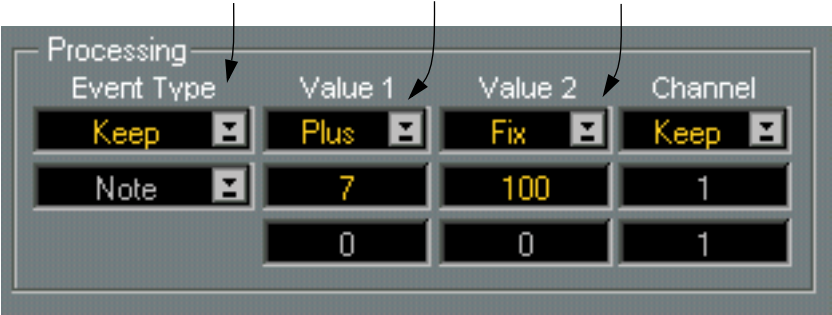 Processing
Event Type Value 1 Value 2 Channel
Keep Plus Fix Keep
Note 7 100 1
0 0 1